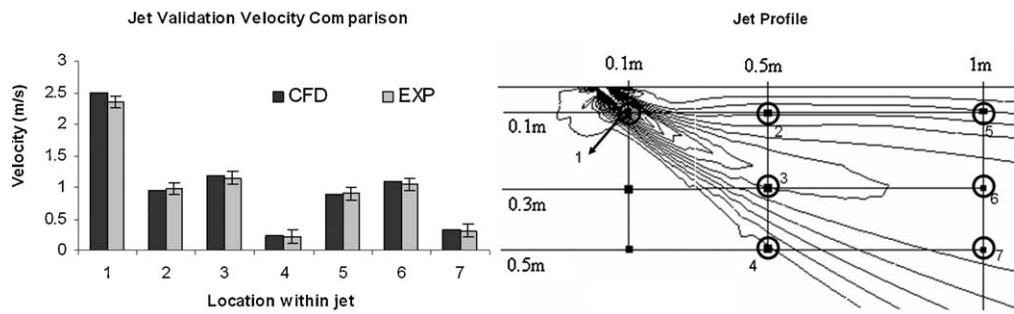 Jet Validation Velocity Comparison
Velocity (m/s)
3
2.5
2
1.5
1
0.5
0
CFD
EXP
1 2 3 4 5 6 7
Location within jet
Jet Profile
0.1m 0.5m 1m
0.1m
0.3m
0.5m
1
2
3
4
5
6
7